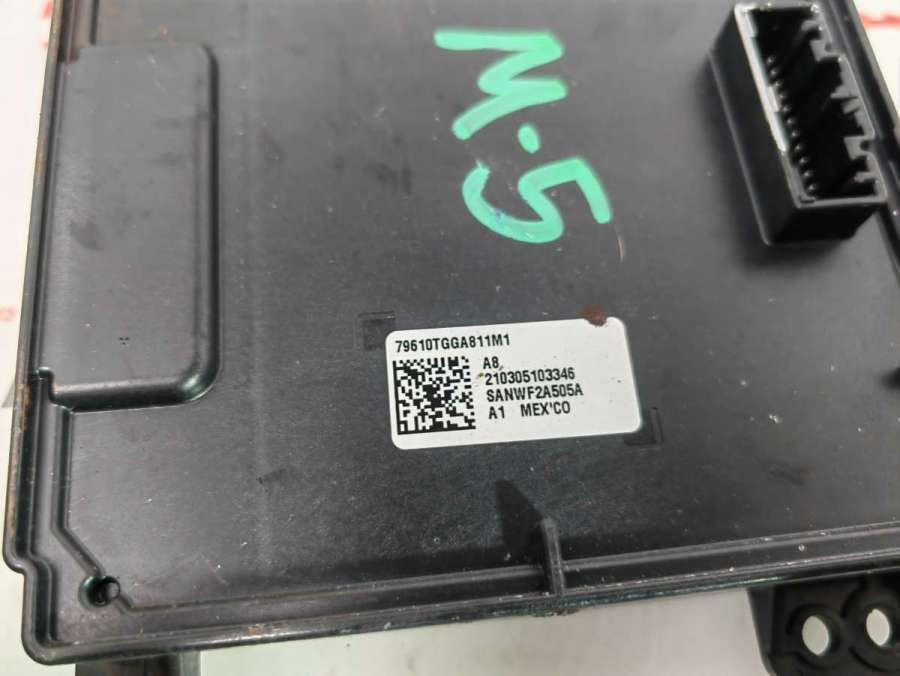 M-5
79610TGGA811M1
A8
210305103346
SANWF2A505A
A1 MEX'CO